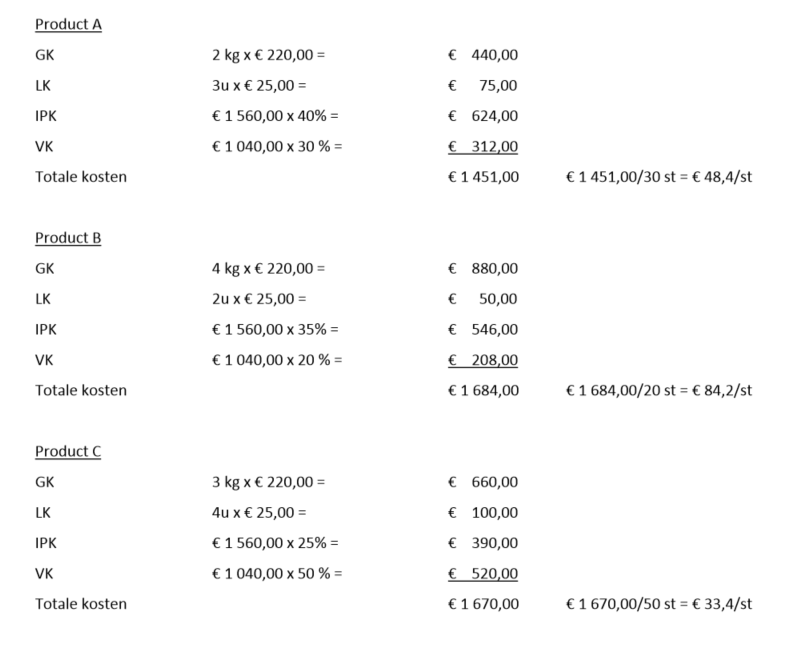 Product A
GK 2 kg x € 220,00 = € 440,00
LK 3u x € 25,00 = € 75,00
IPK € 1 560,00 x 40% = € 624,00
VK € 1 040,00 x 30 % = € 312,00
Totale kosten € 1 451,00 € 1 451,00/30 st = € 48,4/st
Product B
GK 4 kg x € 220,00 = € 880,00
LK 2u x € 25,00 = € 50,00
IPK € 1 560,00 x 35% = € 546,00
VK € 1 040,00 x 20 % = € 208,00
Totale kosten € 1 684,00 € 1 684,00/20 st = € 84,2/st
Product C
GK 3 kg x € 220,00 = € 660,00
LK 4u x € 25,00 = € 100,00
IPK € 1 560,00 x 25% = € 390,00
VK € 1 040,00 x 50 % = € 520,00
Totale kosten € 1 670,00 € 1 670,00/50 st = € 33,4/st